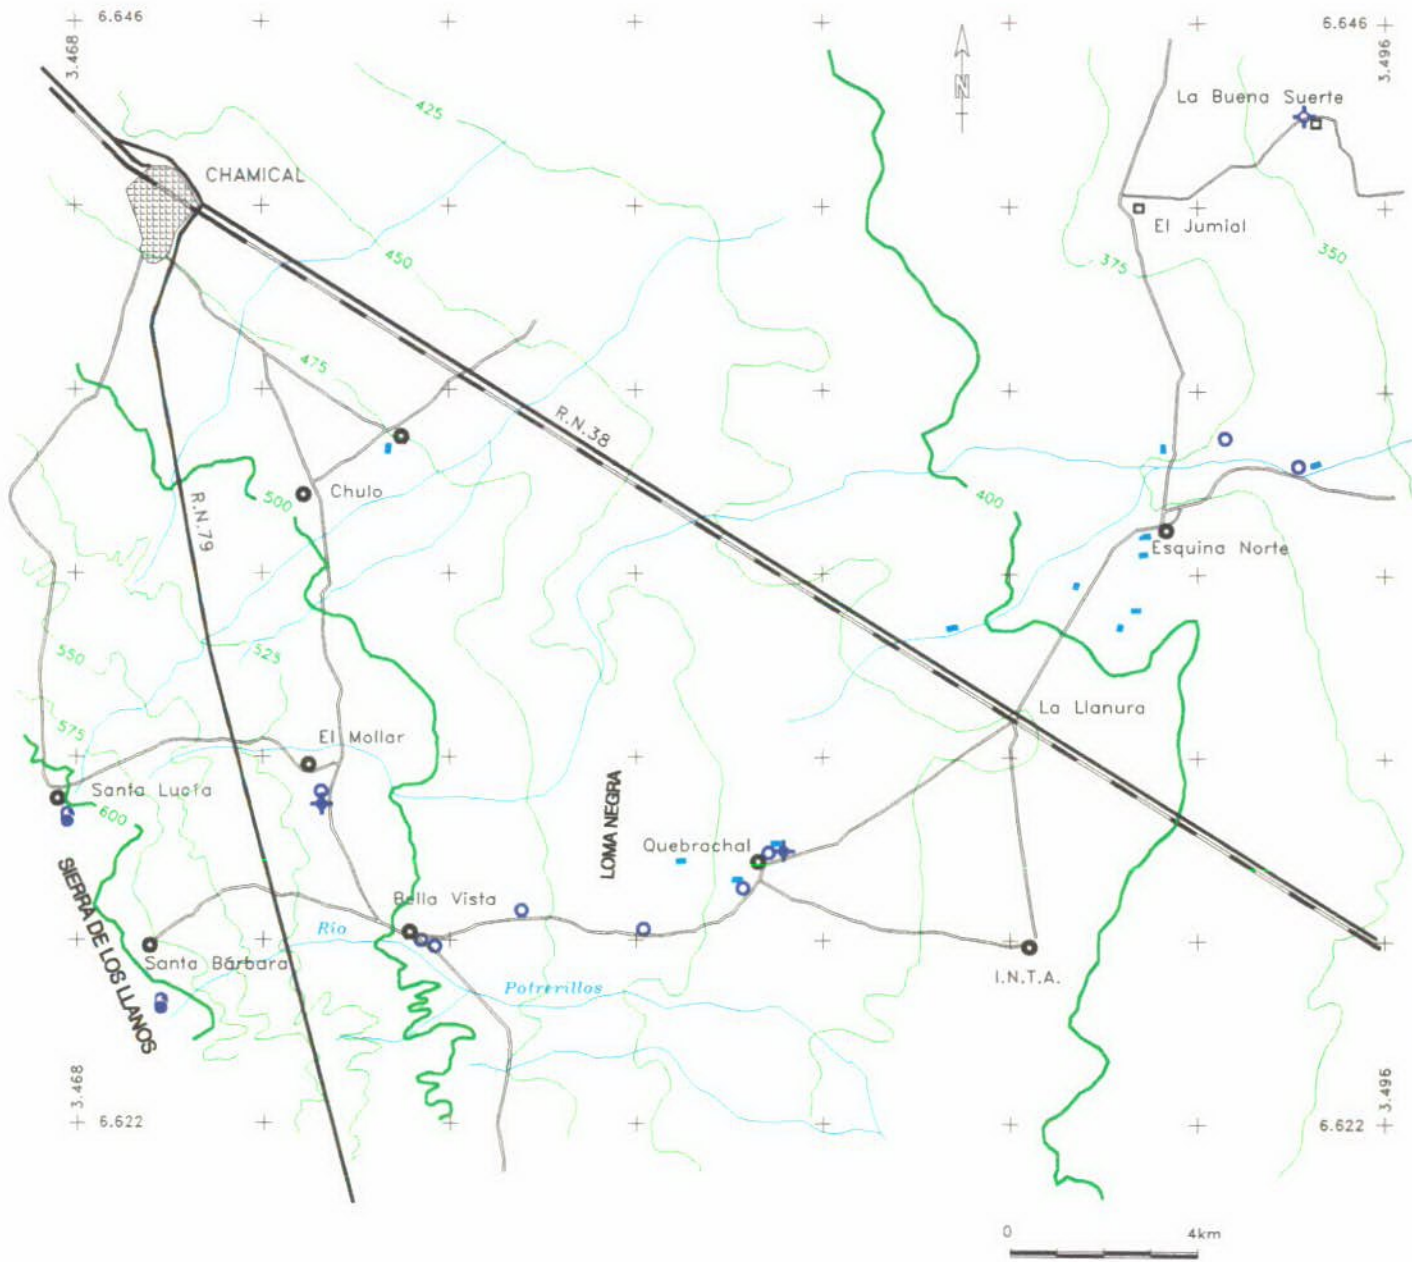 6.646
6.646
3.468
3.496
N
La Buena Suerte
425
CHAMICAL
El Jumial
450
375
350
475
R.N.38
500
Chulo
400
R.N.79
Esquina Norte
550
525
575
La Llanura
El Mollar
Santa Lucía
600
LOMA NEGRA
Quebrachal
SIERRA DE LOS LLANOS
Bella Vista
Río
Santa Bárbara
Potrerillos
I.N.T.A.
3.468
3.496
6.622
6.622
0 4km